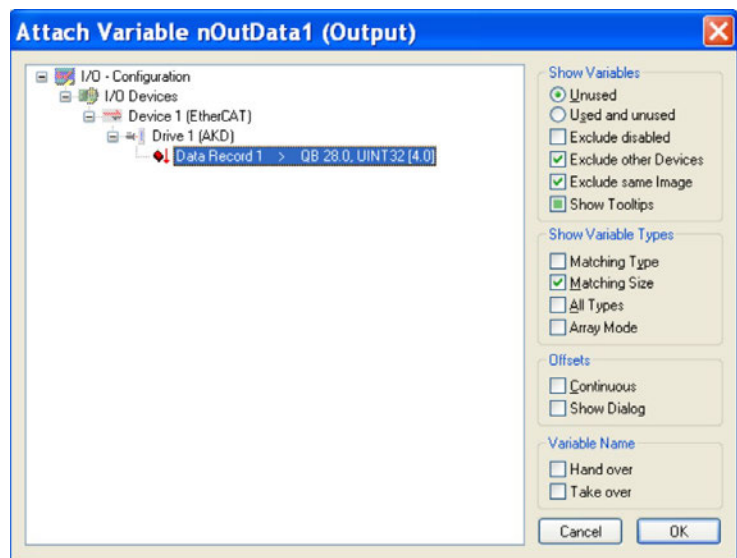 Attach Variable nOutData1 (Output)
I/O - Configuration
I/O Devices
Device 1 (EtherCAT)
Drive 1 (AKD)
Data Record 1 > QB 28.0, UINT32 [4.0]
Show Variables
Unused
Used and unused
Exclude disabled
Exclude other Devices
Exclude same Image
Show Tooltips
Show Variable Types
Matching Type
Matching Size
All Types
Array Mode
Offsets
Continuous
Show Dialog
Variable Name
Hand over
Take over
Cancel
OK